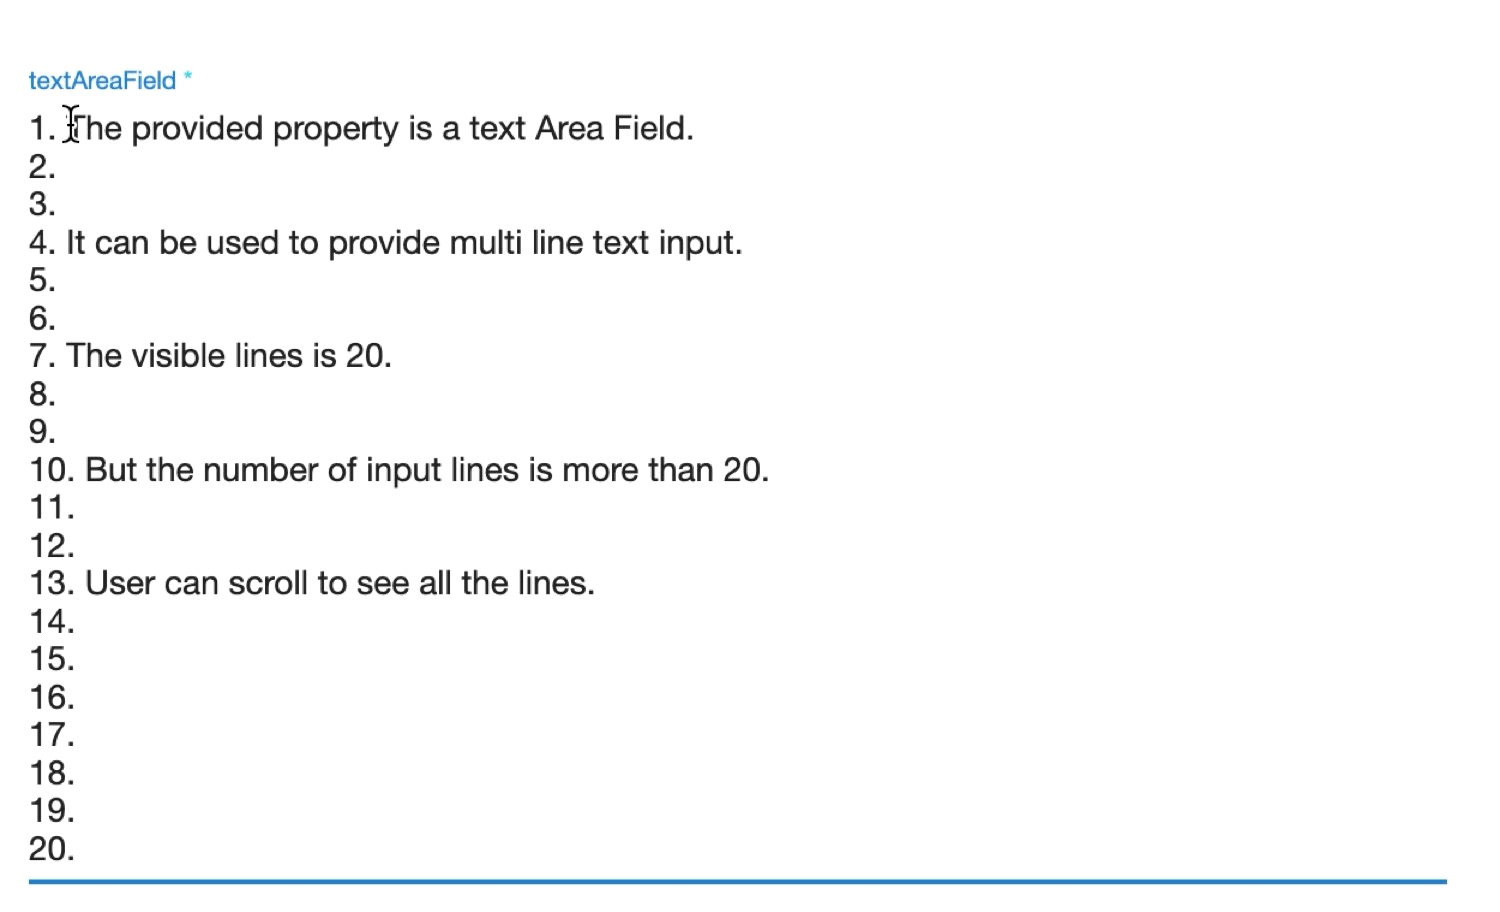 textAreaField *
1. The provided property is a text Area Field.
2.
3.
4. It can be used to provide multi line text input.
5.
6.
7. The visible lines is 20.
8.
9.
10. But the number of input lines is more than 20.
11.
12.
13. User can scroll to see all the lines.
14.
15.
16.
17.
18.
19.
20.